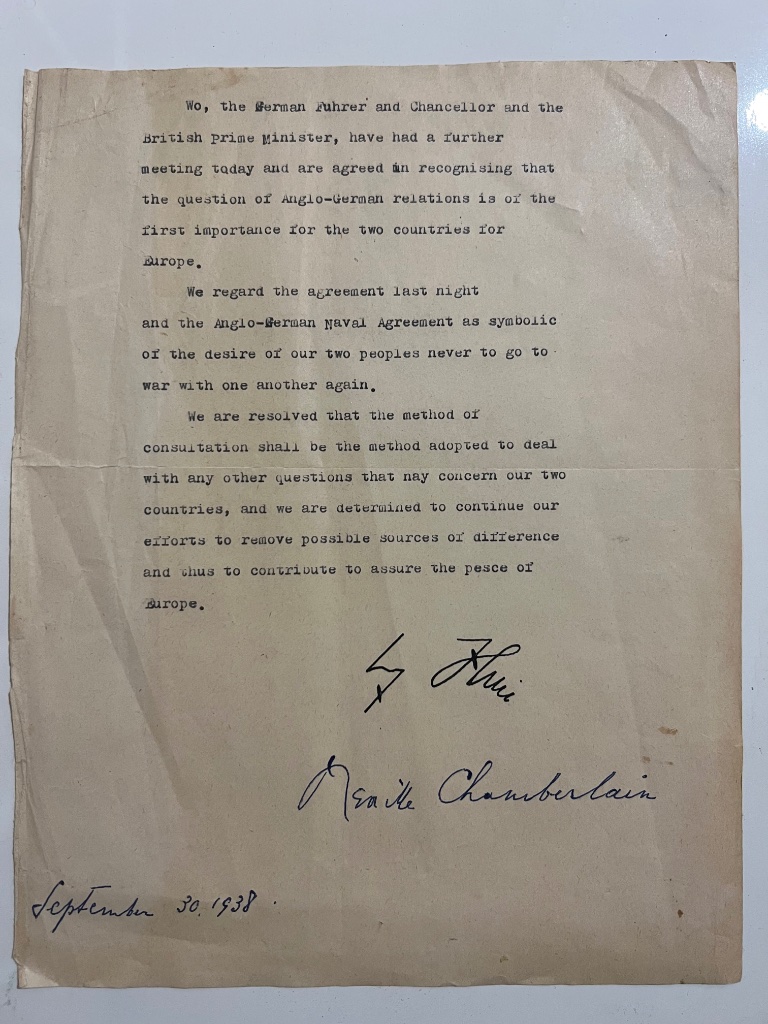 Wo, the German Fuhrer and Chancellor and the
British Prime Minister, have had a further
meeting today and are agreed in recognising that
the question of Anglo-German relations is of the
first importance for the two countries for
Europe.
We regard the agreement last night
and the Anglo-German Naval Agreement as symbolic
of the desire of our two peoples never to go to
war with one another again.
We are resolved that the method of
consultation shall be the method adopted to deal
with any other questions that nay concern our two
countries, and we are determined to continue our
efforts to remove possible sources of difference
and thus to contribute to assure the pesce of
Europe.
Neville Chamberlain
September 30, 1938.